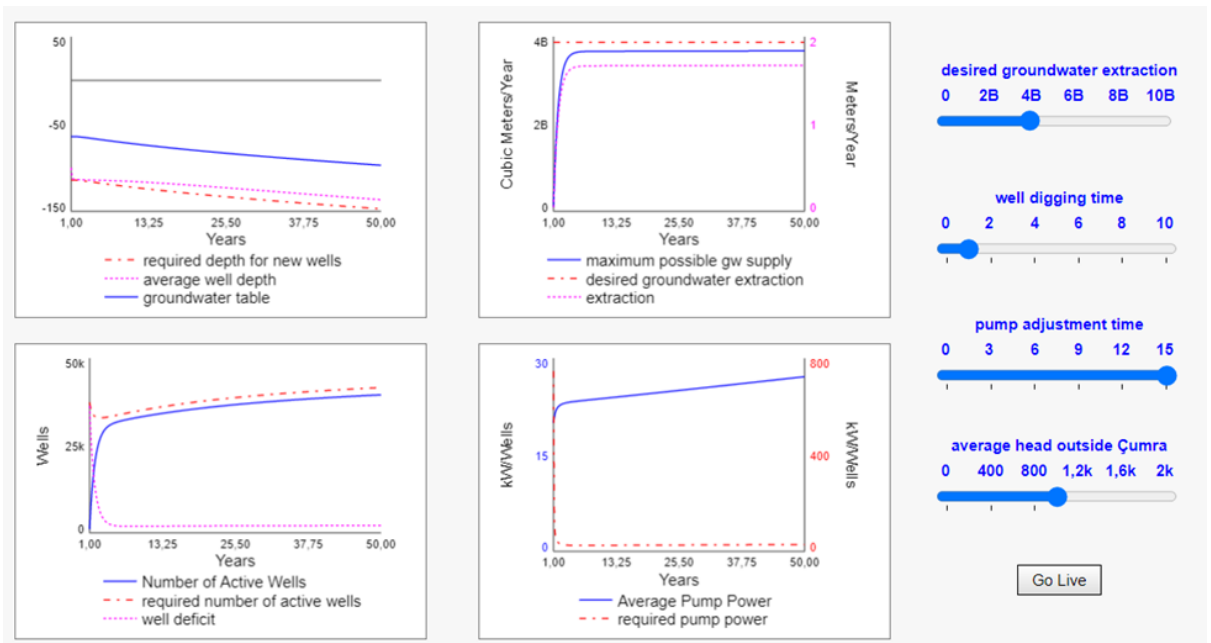 50
-50
-150
1,00 13,25 25,50 37,75 50,00
Years
required depth for new wells
average well depth
groundwater table
Cubic Meters/Year
4B
2B
0
2
1
0
Meters/Year
1,00 13,25 25,50 37,75 50,00
Years
maximum possible gw supply
desired groundwater extraction
extraction
desired groundwater extraction
0 2B 4B 6B 8B 10B
well digging time
0 2 4 6 8 10
pump adjustment time
0 3 6 9 12 15
average head outside Çumra
0 400 800 1,2k 1,6k 2k
Go Live
Wells
50k
25k
0
1,00 13,25 25,50 37,75 50,00
Years
Number of Active Wells
required number of active wells
well deficit
kW/Wells
30
15
0
800
400
0
kW/Wells
1,00 13,25 25,50 37,75 50,00
Years
Average Pump Power
required pump power